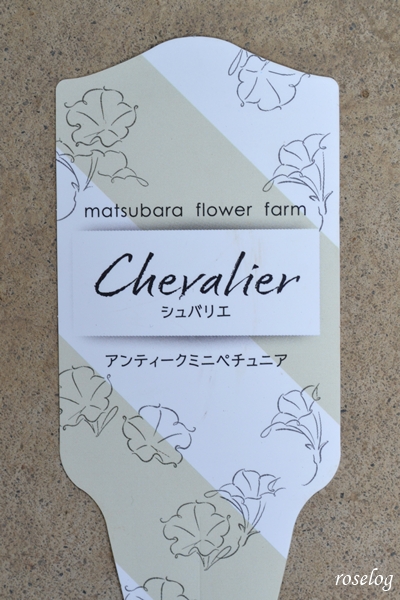 matsubara flower farm
Chevalier
シュバリエ
アンティークミニペチュニア
roselog